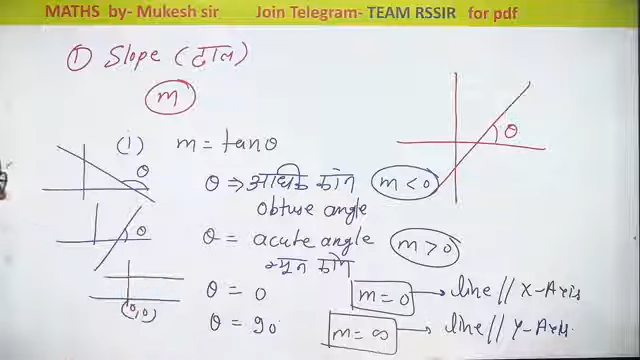 MATHS by- Mukesh sir Join Telegram- TEAM RSSIR for pdf
① Slope (ढाल)
m
θ
(i) m = tanθ
θ
θ ⇒ अधिक कोन m < 0
obtuse angle
θ
θ = acute angle m > 0
न्यून कोन
θ = 0 m = 0 → line // X-Axis
(0,0)
θ = 90 m = ∞ → line // Y-Axis